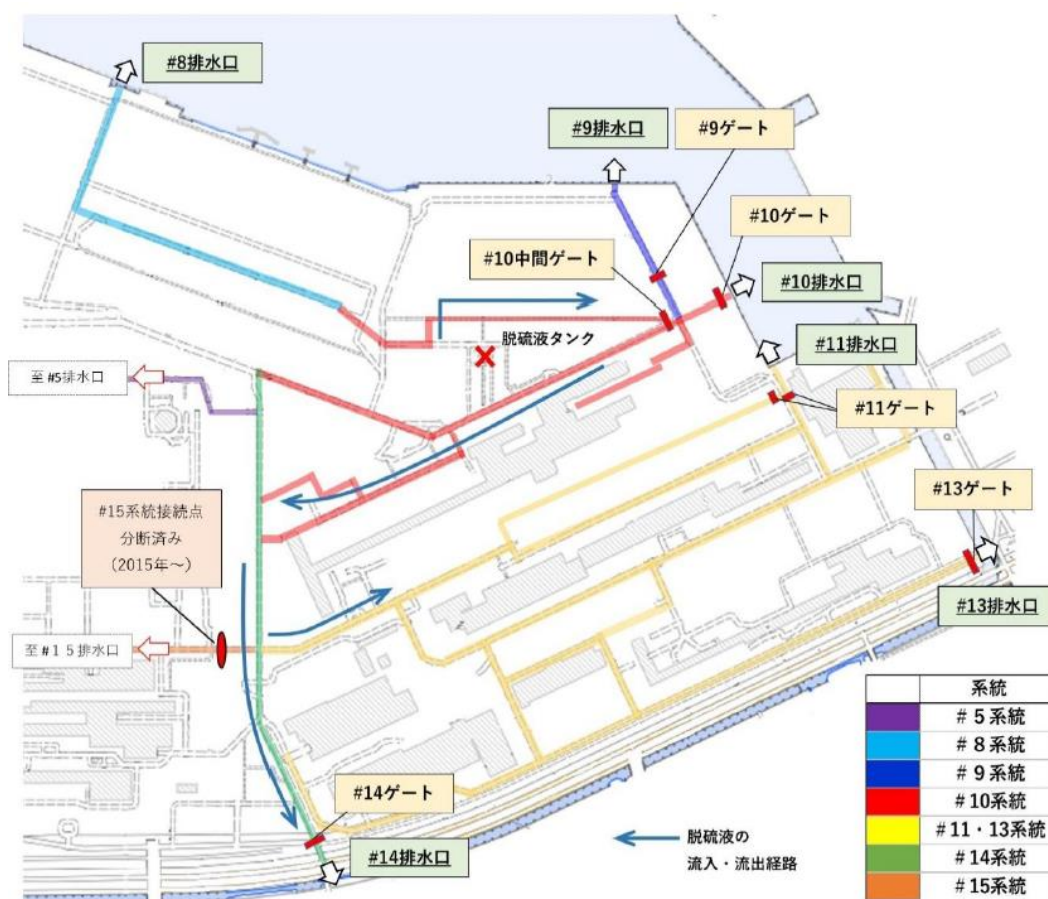 #8排水口
#9排水口
#9ゲート
#10ゲート
#10中間ゲート
#10排水口
脱硫液タンク
#11排水口
至 #5排水口
#11ゲート
#13ゲート
#15系統接続点
分断済み
（2015年～）
#13排水口
至 #１５排水口
系統
＃５系統
＃８系統
＃９系統
#10系統
#11・13系統
#14系統
#15系統
#14ゲート
#14排水口
脱硫液の
流入・流出経路